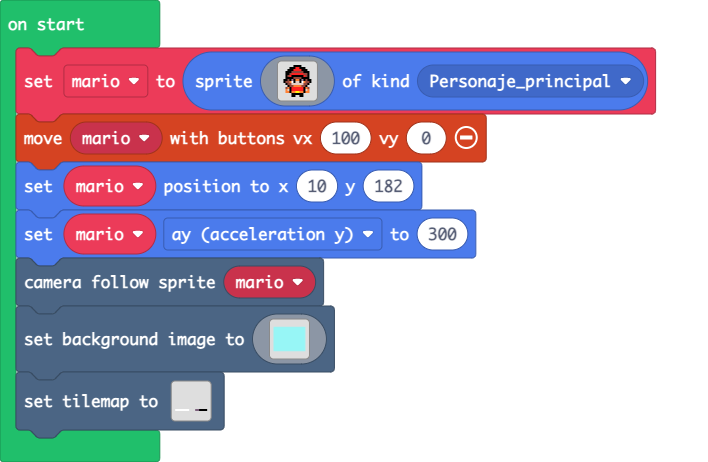 on start
set mario to sprite of kind Personaje_principal
move mario with buttons vx 100 vy 0
set mario position to x 10 y 182
set mario ay (acceleration y) to 300
camera follow sprite mario
set background image to
set tilemap to